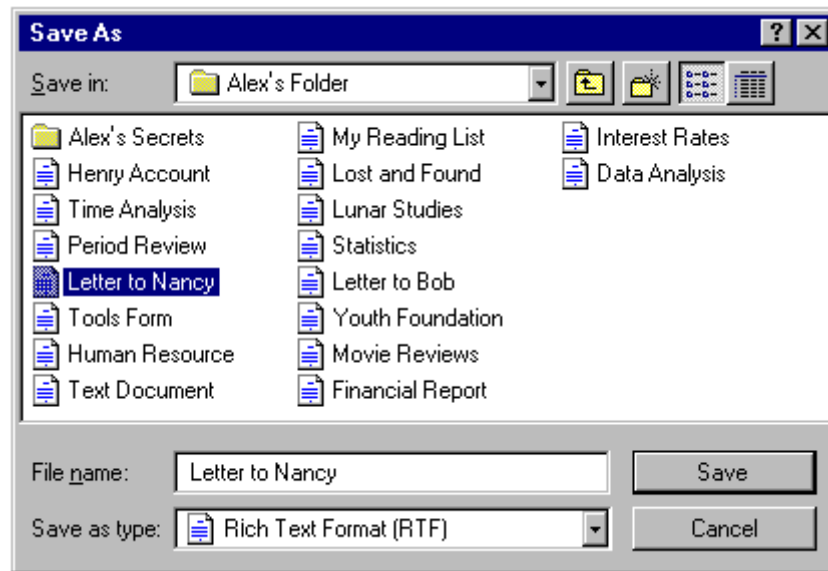 Save As
Save in: Alex's Folder
Alex's Secrets My Reading List Interest Rates
Henry Account Lost and Found Data Analysis
Time Analysis Lunar Studies
Period Review Statistics
Letter to Nancy Letter to Bob
Tools Form Youth Foundation
Human Resource Movie Reviews
Text Document Financial Report
File name: Letter to Nancy Save
Save as type: Rich Text Format (RTF) Cancel